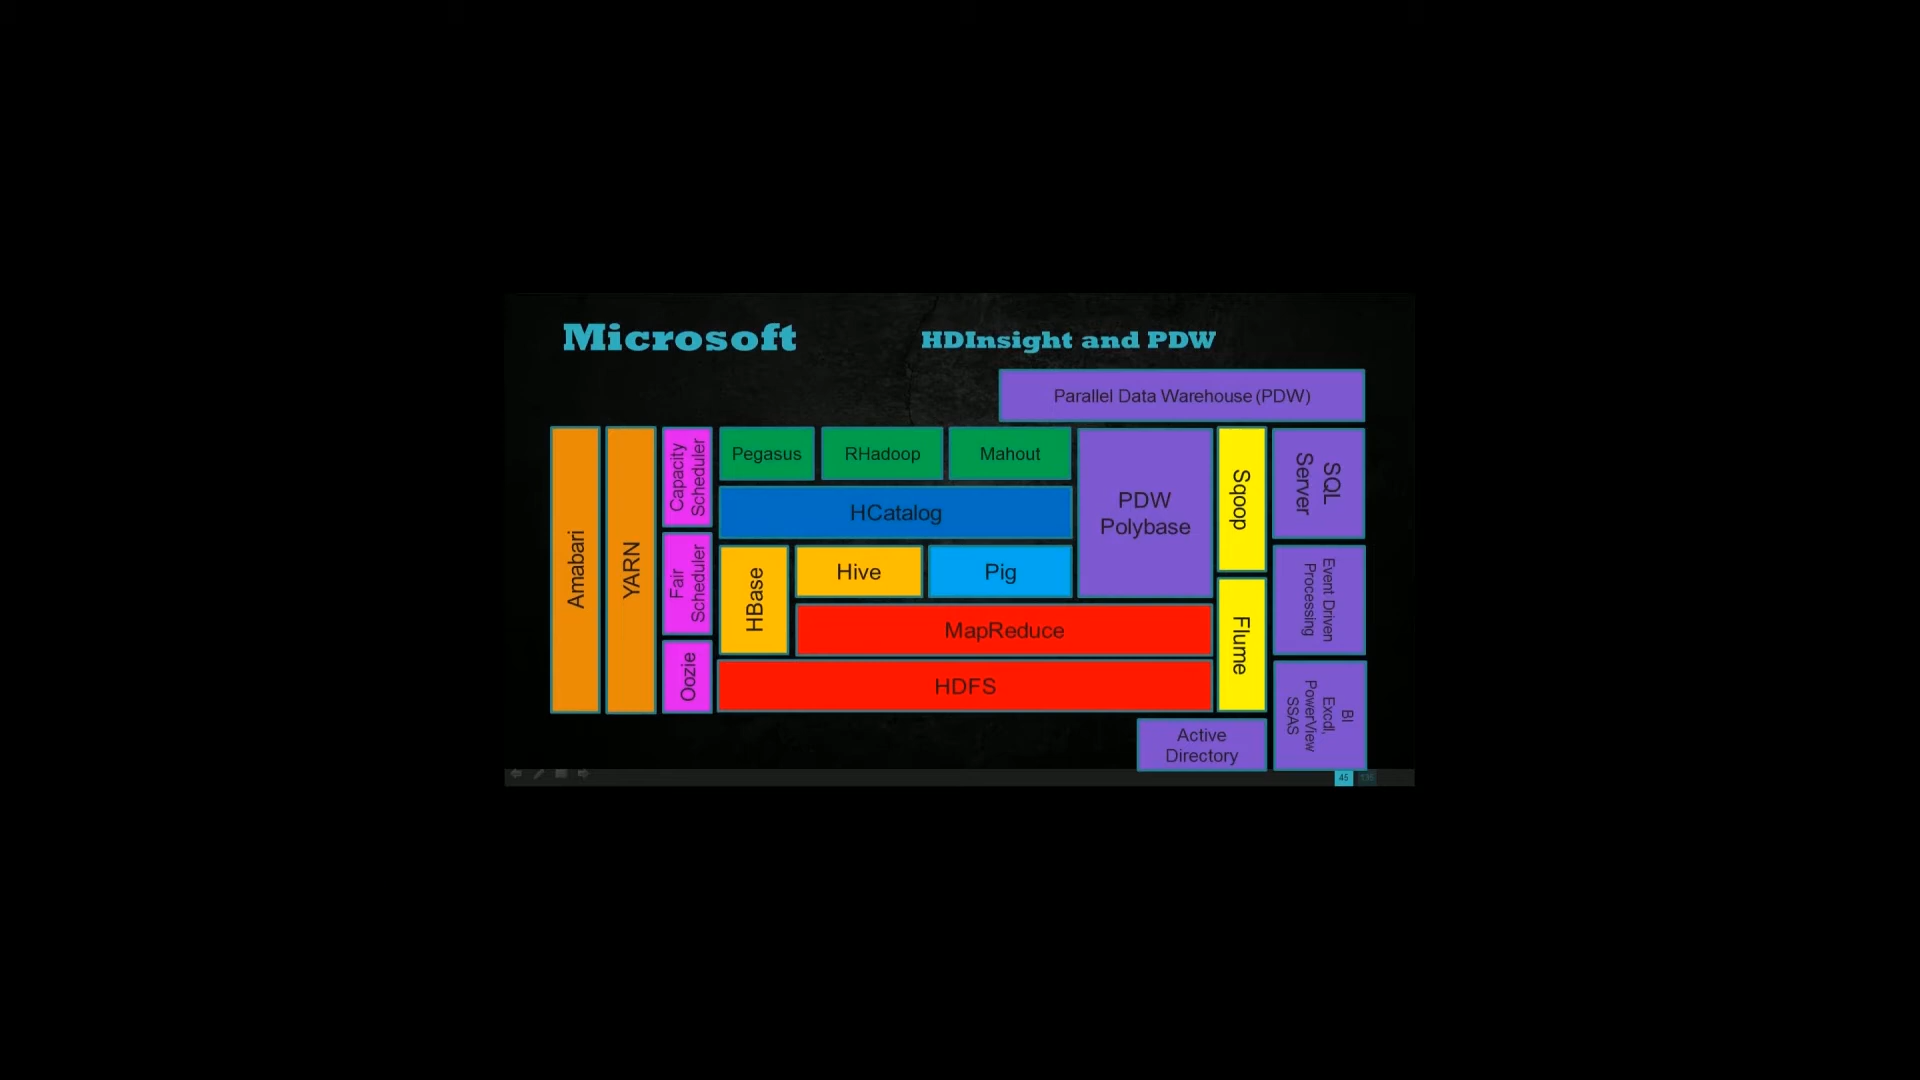 Microsoft
HDInsight and PDW
Parallel Data Warehouse (PDW)
Amabari
YARN
Capacity
Scheduler
Fair
Scheduler
Oozie
Pegasus
RHadoop
Mahout
HCatalog
HBase
Hive
Pig
MapReduce
HDFS
PDW
Polybase
Sqoop
Flume
SQL
Server
Event Driven
Processing
BI
Excdl,
PowerView
SSAS
Active
Directory
45